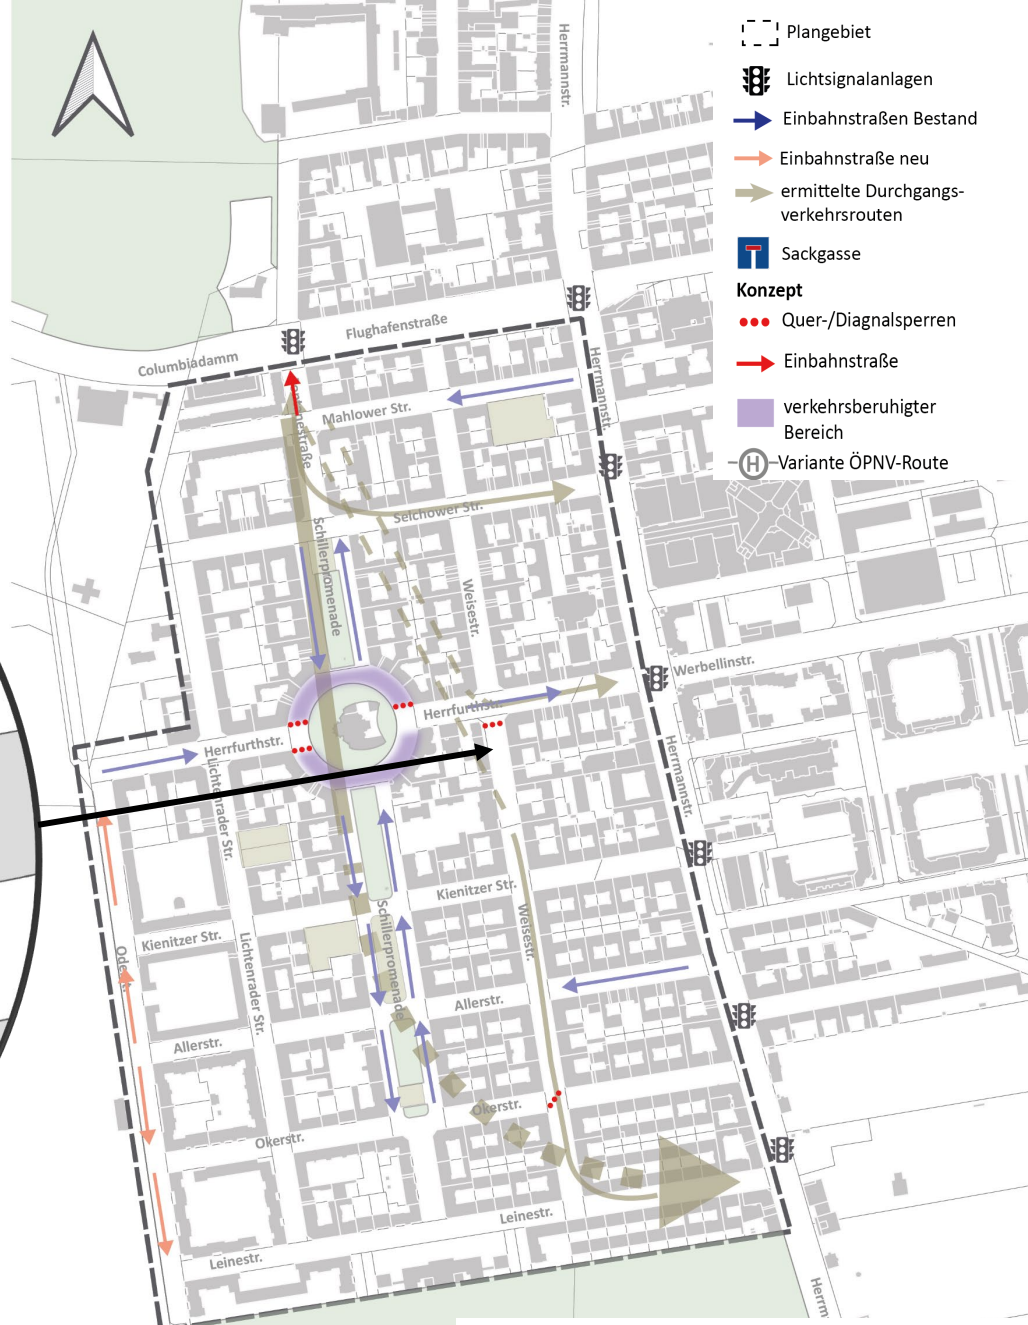 Plangebiet
Lichtsignalanlagen
Einbahnstraßen Bestand
Einbahnstraße neu
ermittelte Durchgangs-
verkehrsrouten
Sackgasse
Konzept
Quer-/Diagnalsperren
Einbahnstraße
verkehrsberuhigter
Bereich
H
Variante ÖPNV-Route
Herrmannstr.
Flughafenstraße
Columbiadamm
Herrmannstr.
Mahlower Str.
Selchower Str.
Schillerpromenade
Weisestr.
Werbellinstr.
Herrfurthstr.
Herrfurthstr.
Herrmannstr.
Lichtenrader Str.
Kienitzer Str.
Schillerpromenade
Weisestr.
Kienitzer Str.
Lichtenrader Str.
Allerstr.
Allerstr.
Okerstr.
Okerstr.
Leinestr.
Leinestr.
Herrm